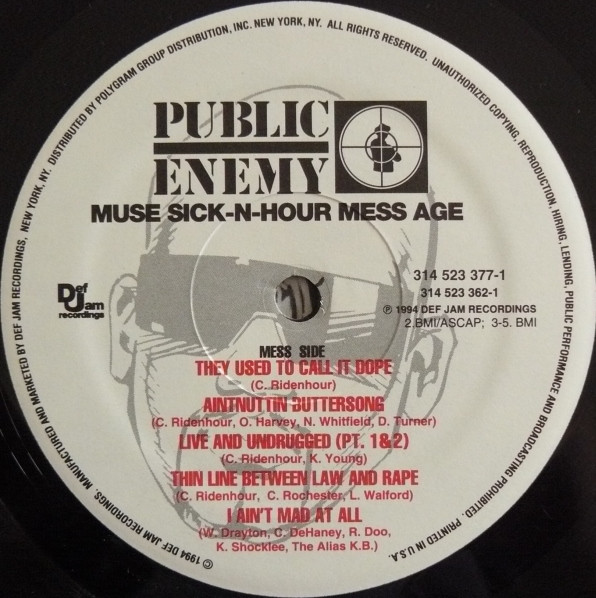 MANUFACTURED AND MARKETED BY DEF JAM RECORDINGS, NEW YORK, NY. DISTRIBUTED BY POLYGRAM GROUP DISTRIBUTION, INC. NEW YORK, NY. ALL RIGHTS RESERVED. UNAUTHORIZED COPYING, REPRODUCTION, HIRING, LENDING, PUBLIC PERFORMANCE AND BROADCASTING PROHIBITED. PRINTED IN U.S.A.
PUBLIC
ENEMY
MUSE SICK-N-HOUR MESS AGE
314 523 377-1
314 523 362-1
Def
Jam
recordings
℗ 1994 DEF JAM RECORDINGS
2.BMI/ASCAP; 3-5. BMI
MESS SIDE
THEY USED TO CALL IT DOPE
(C. Ridenhour)
AINTNUTTIN BUTTERSONG
(C. Ridenhour, O. Harvey, N. Whitfield, D. Turner)
LIVE AND UNDRUGGED (PT. 1&2)
(C. Ridenhour, K. Young)
THIN LINE BETWEEN LAW AND RAPE
(C. Ridenhour, C. Rochester, L. Walford)
I AIN'T MAD AT ALL
(W. Drayton, C. DeHaney, R. Doo,
K. Shocklee, The Alias K.B.)
© 1994 DEF JAM RECORDINGS.